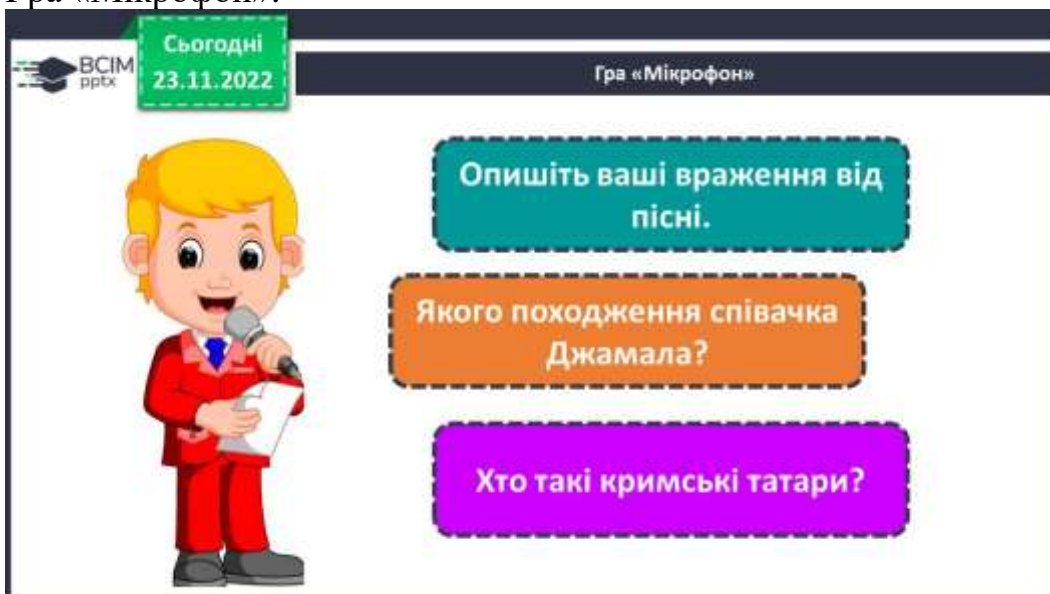 Гра «Мікрофон».
Сьогодні
23.11.2022
ВСІМ
pptx
Гра «Мікрофон»
Опишіть ваші враження від
пісні.
Якого походження співачка
Джамала?
Хто такі кримські татари?